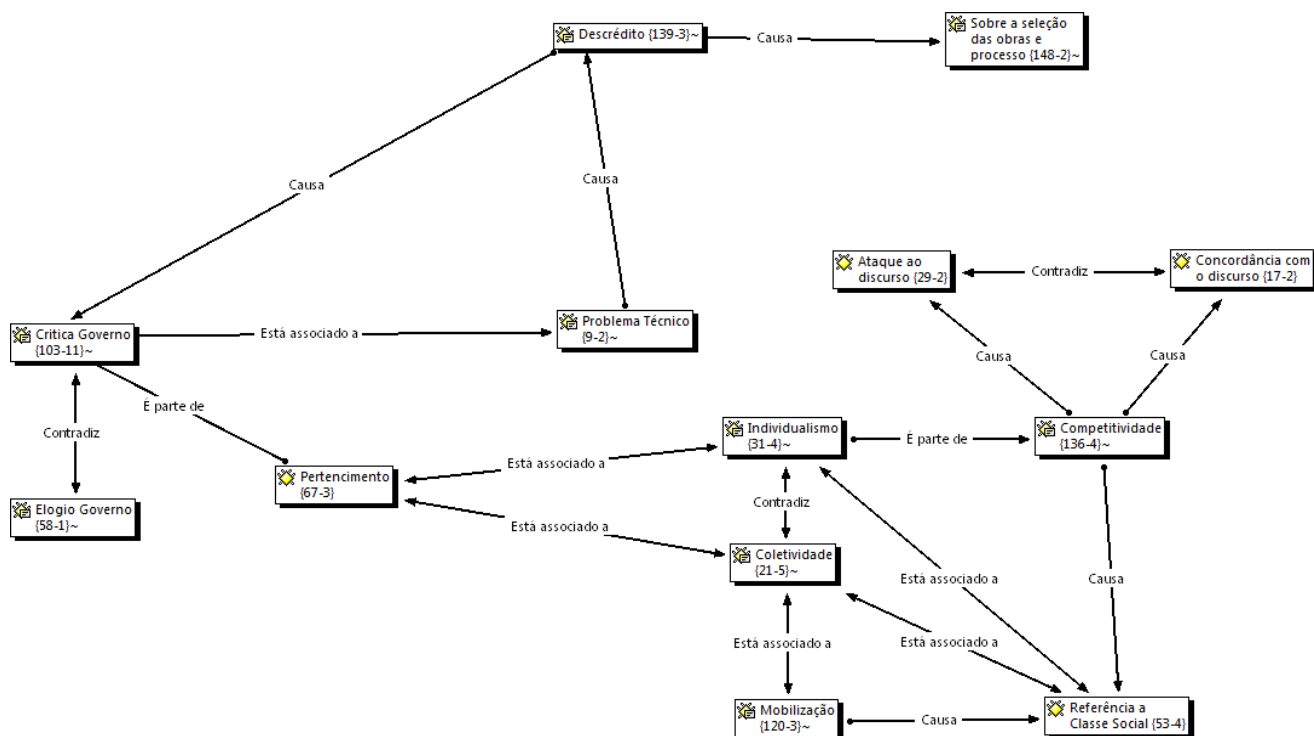 Descrédito {139-3}~
Causa
Sobre a seleção
das obras e
processo {148-2}~
Causa
Causa
Ataque ao
discurso {29-2}
Contradiz
Concordância com
o discurso {17-2}
Critica Governo
{103-11}~
Está associado a
Problema Técnico
{9-2}~
Causa
Causa
É parte de
Contradiz
Individualismo
{31-4}~
É parte de
Competitividade
{136-4}~
Está associado a
Pertencimento
{67-3}
Elogio Governo
{58-1}~
Contradiz
Está associado a
Coletividade
{21-5}~
Está associado a
Causa
Está associado a
Está associado a
Mobilização
{120-3}~
Causa
Referência a
Classe Social {53-4}